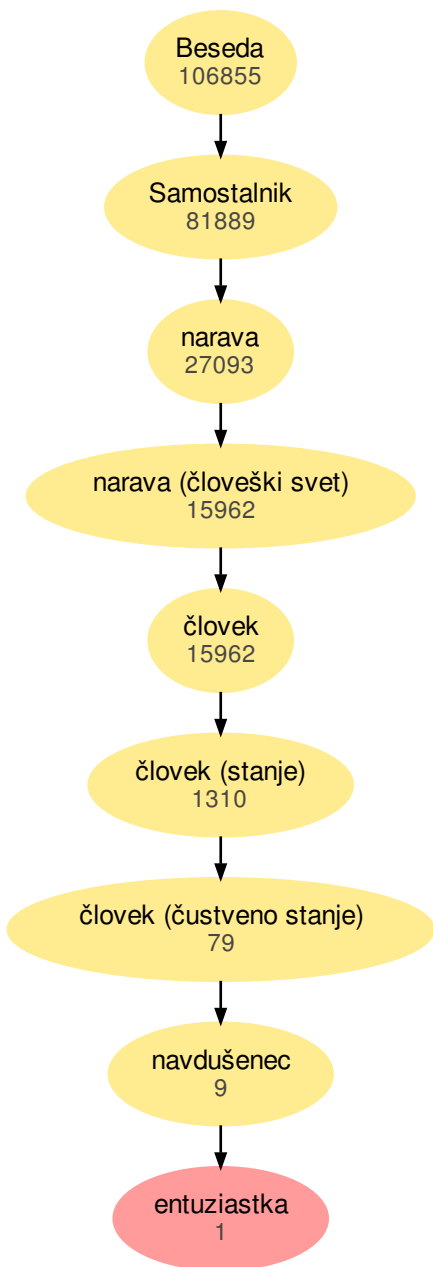 Beseda
106855
Samostalnik
81889
narava
27093
narava (človeški svet)
15962
človek
15962
človek (stanje)
1310
človek (čustveno stanje)
79
navdušenec
9
entuziastka
1